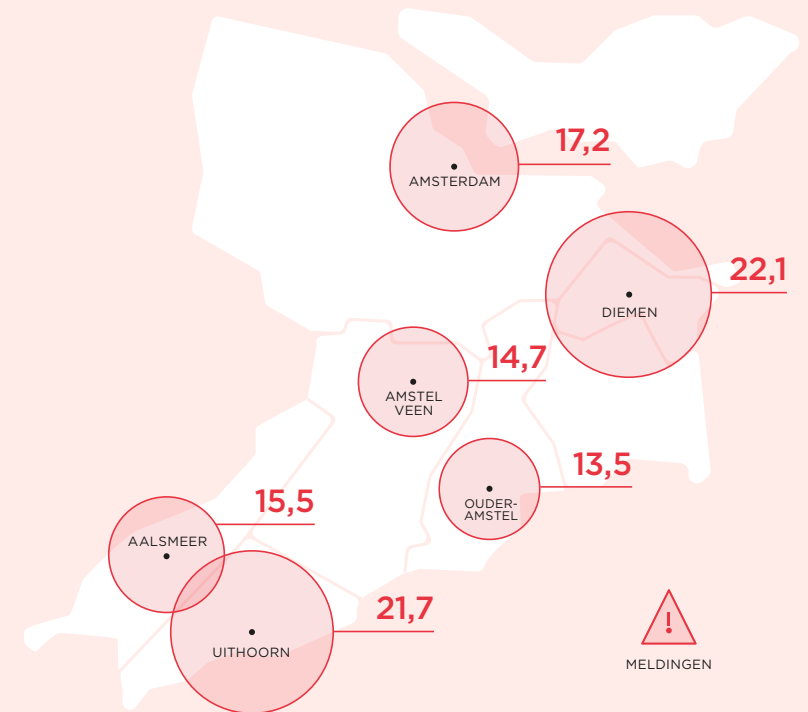 17,2
AMSTERDAM
22,1
DIEMEN
14,7
AMSTEL
VEEN
13,5
OUDER-
AMSTEL
15,5
AALSMEER
21,7
UITHOORN
!
MELDINGEN